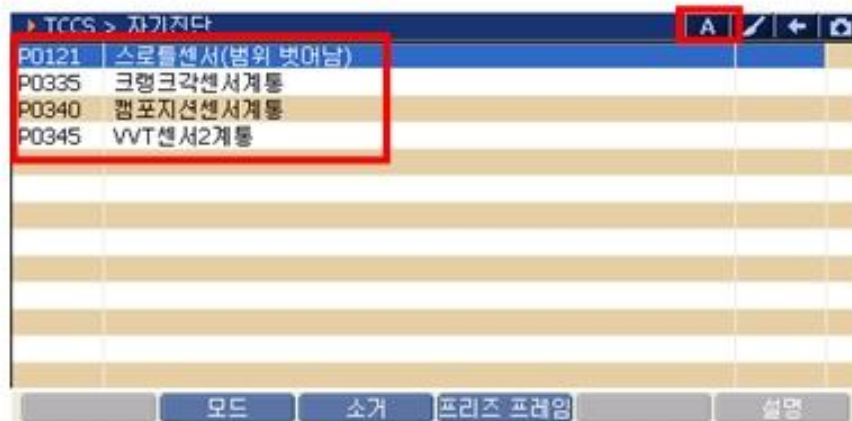 TCCS > 자기진단
A
P0121 스로틀센서(범위 벗어남)
P0335 크랭크각센서계통
P0340 캠포지션센서계통
P0345 VVT센서2계통
모드 소거 프리즈 프레임 설명